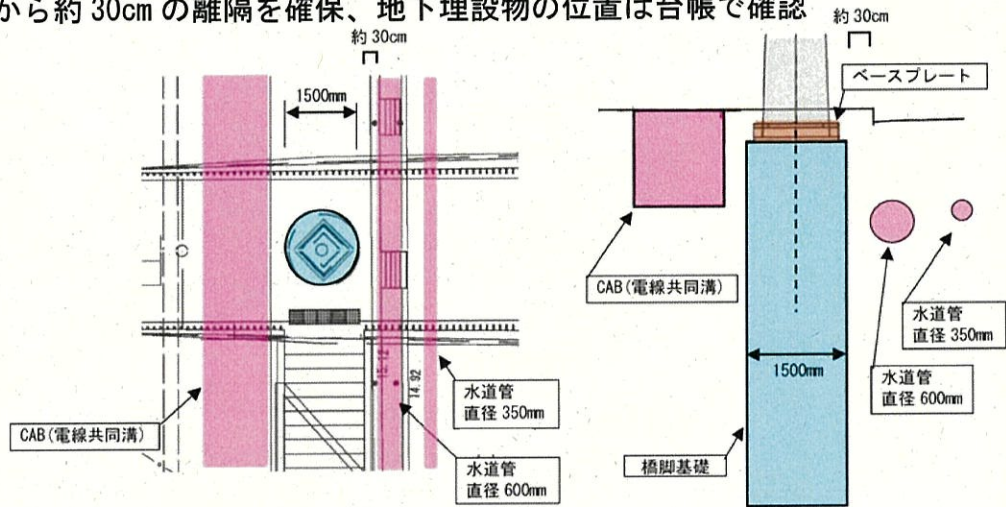 から約30cmの離隔を確保、地下埋設物の位置は台帳で確認
約30cm
1500mm
15.12
14.92
CAB(電線共同溝)
水道管
直径350mm
水道管
直径600mm
約30cm
ベースプレート
CAB(電線共同溝)
水道管
直径350mm
1500mm
水道管
直径600mm
橋脚基礎